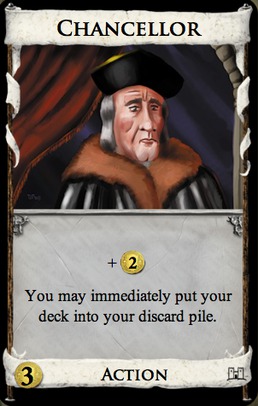 CHANCELLOR
+ 2
You may immediately put your
deck into your discard pile.
3 ACTION